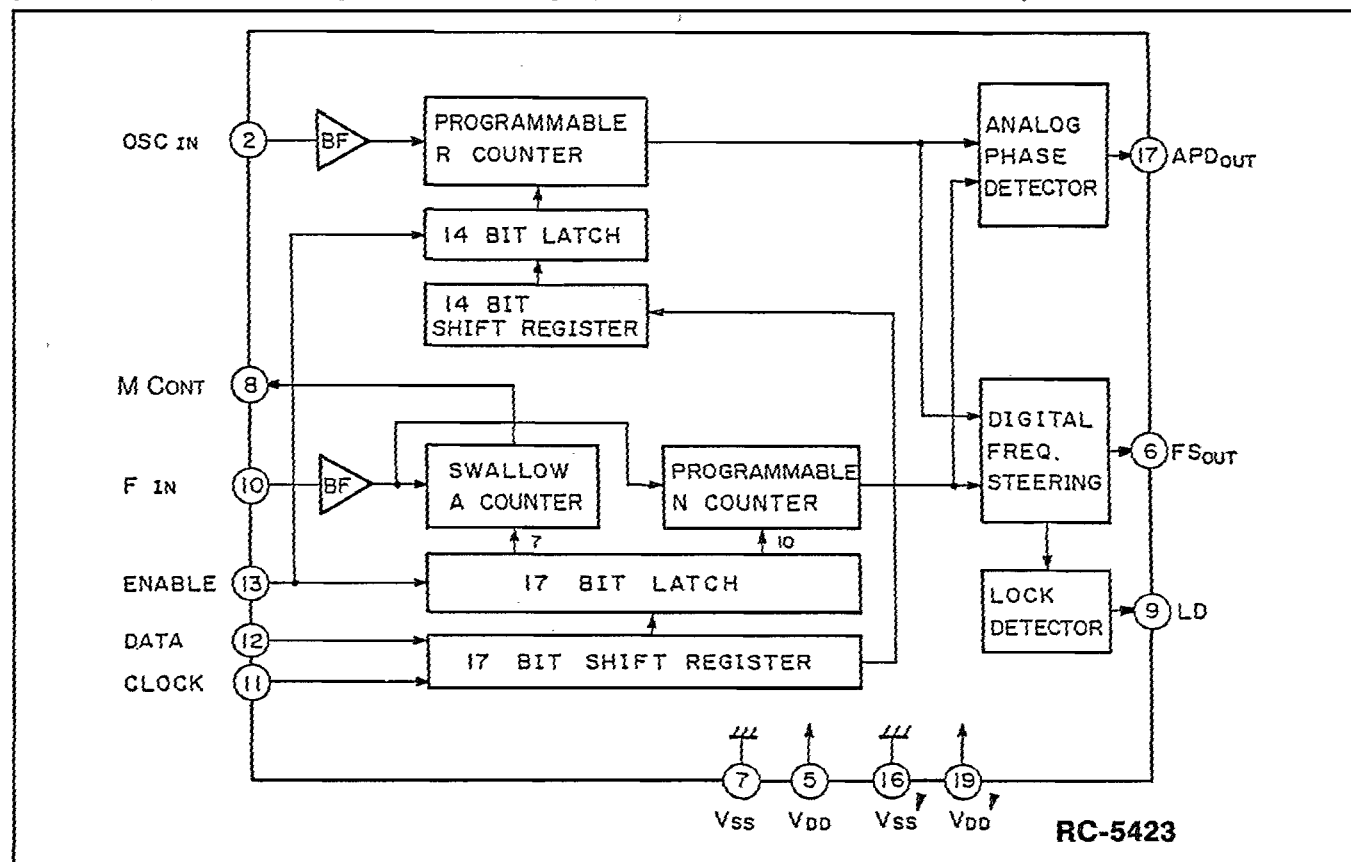 OSC IN
2
BF
PROGRAMMABLE
R COUNTER
ANALOG
PHASE
DETECTOR
17
APDOUT
14 BIT LATCH
14 BIT
SHIFT REGISTER
M CONT
8
F IN
10
BF
SWALLOW
A COUNTER
PROGRAMMABLE
N COUNTER
DIGITAL
FREQ.
STEERING
6
FSOUT
7
10
ENABLE
13
17 BIT LATCH
LOCK
DETECTOR
9
LD
DATA
12
17 BIT SHIFT REGISTER
CLOCK
11
7
5
16
19
VSS
VDD
VSS'
VDD'
RC-5423